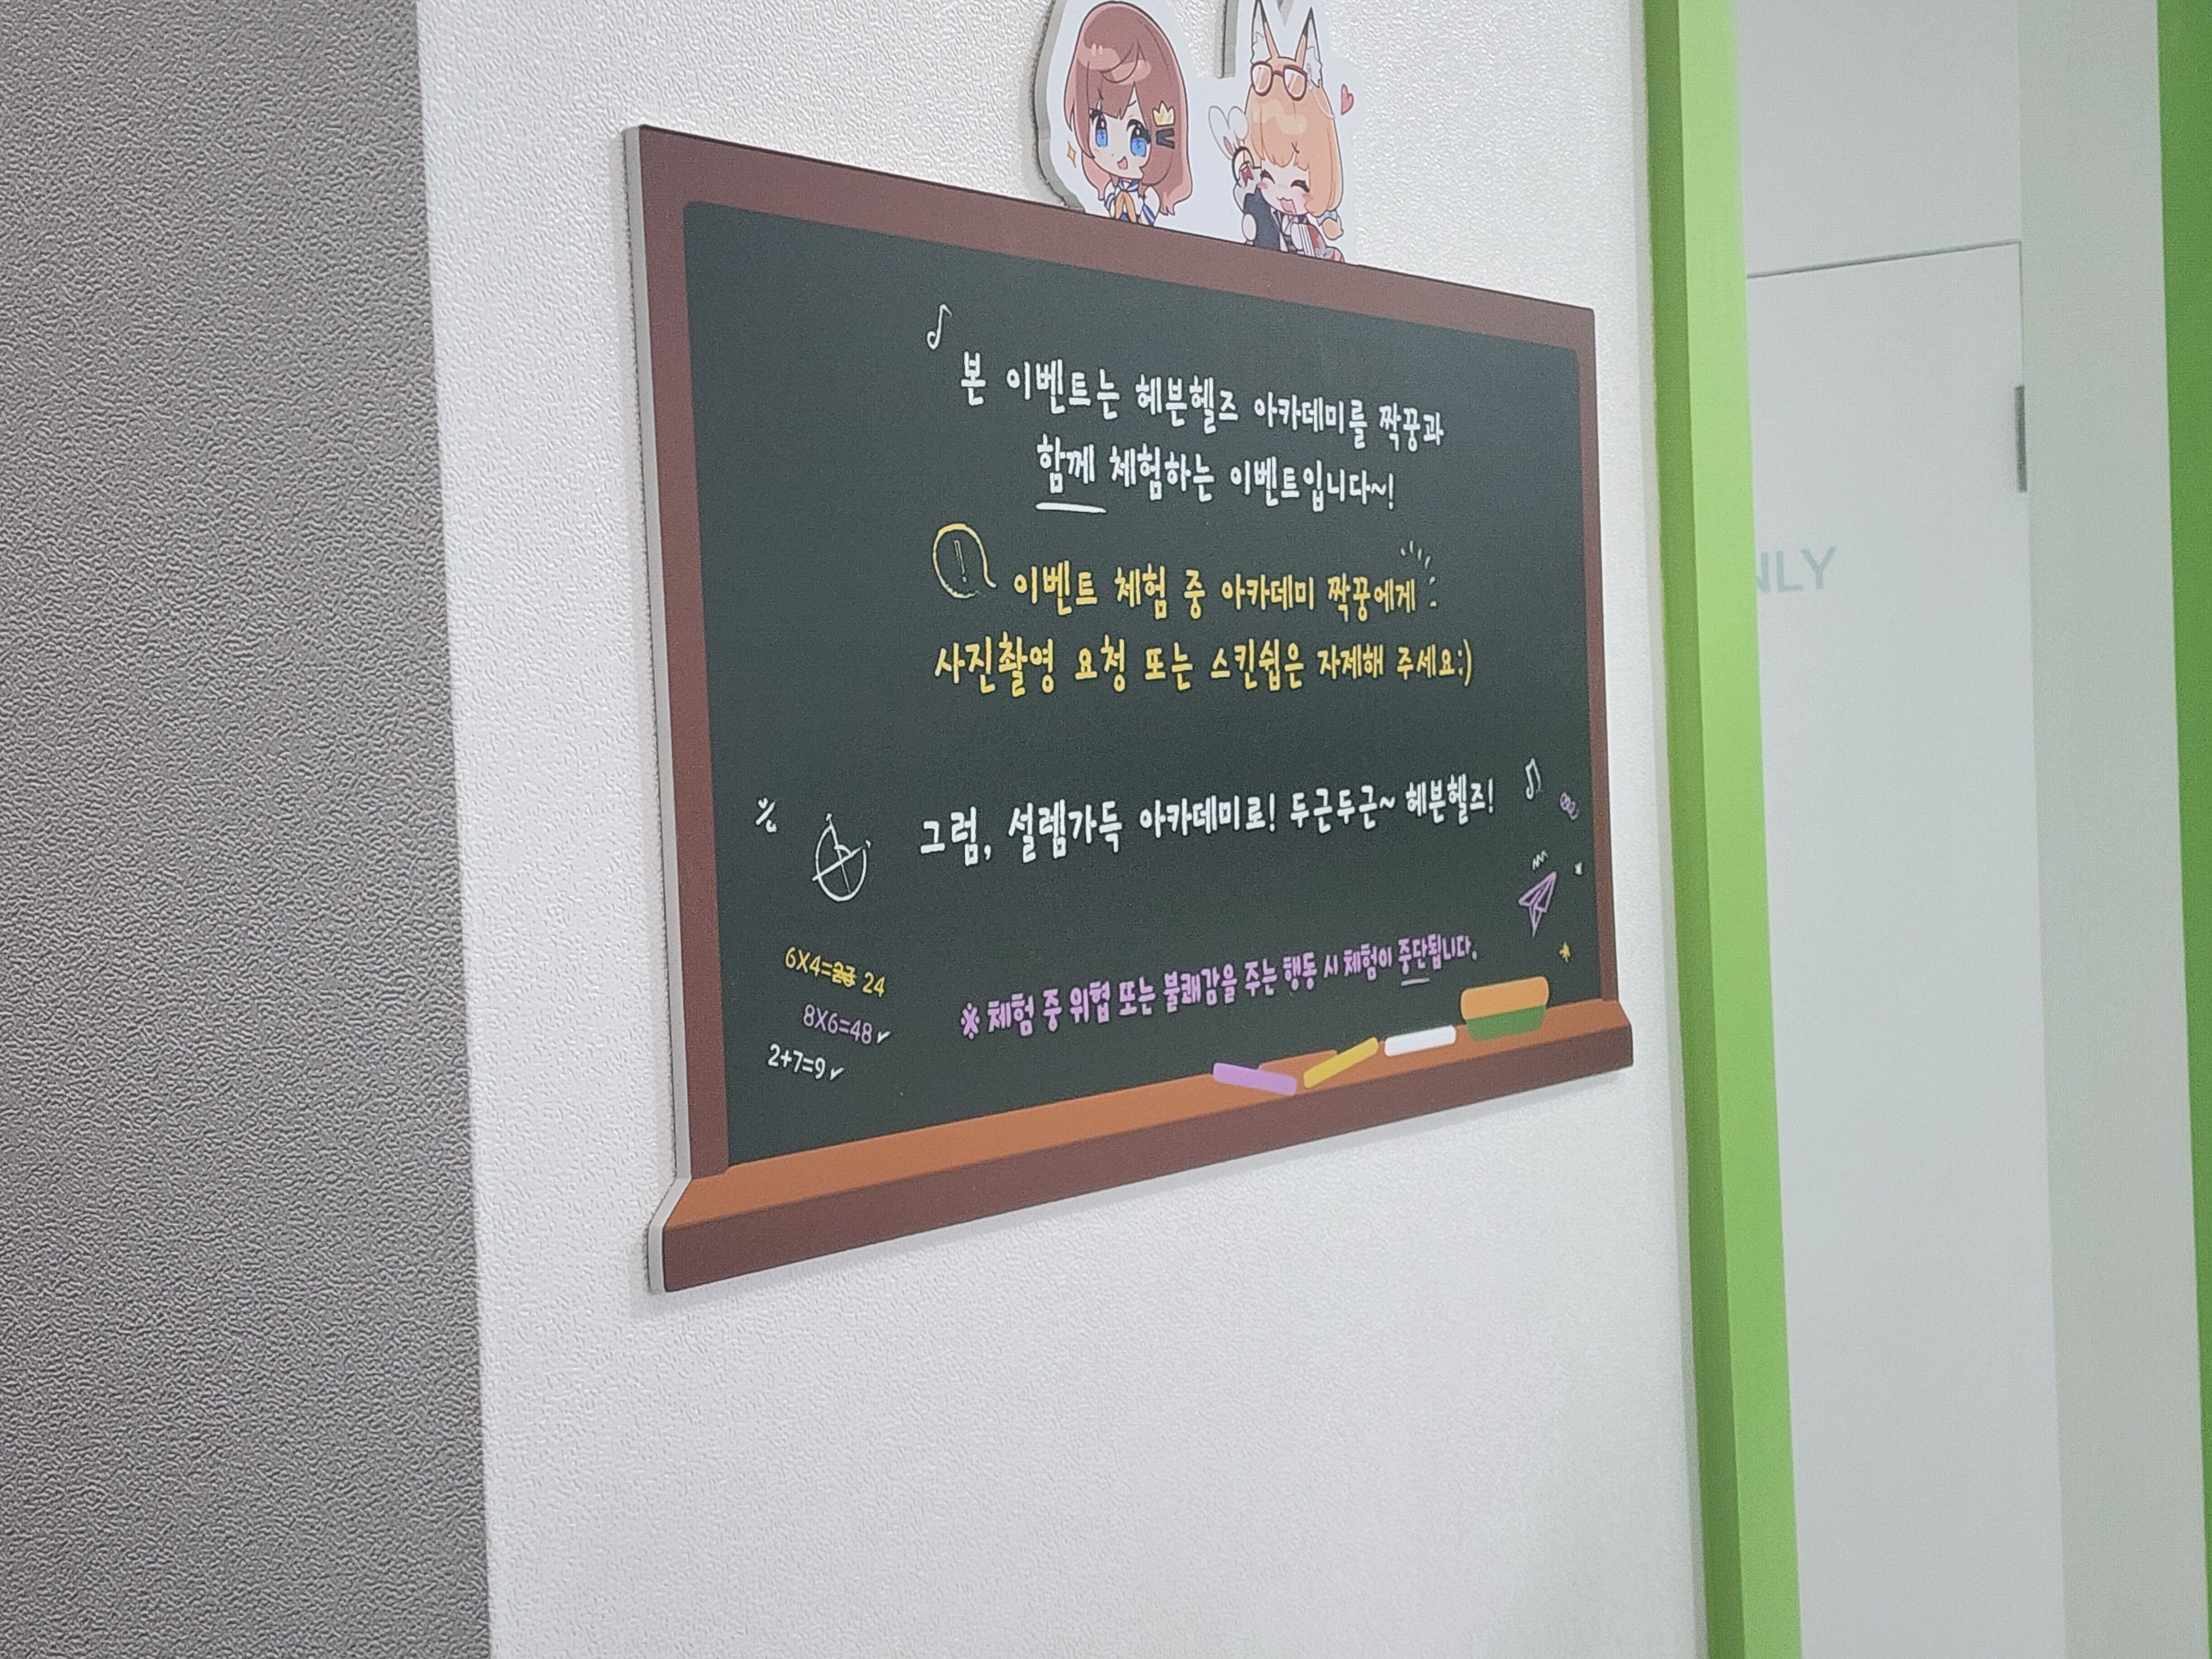 본 이벤트는 헤븐헬즈 아카데미를 짝꿍과
함께 체험하는 이벤트입니다~!
이벤트 체험 중 아카데미 짝꿍에게
사진촬영 요청 또는 스킨쉽은 자제해 주세요:)
그럼, 설렘가득 아카데미로! 두근두근~ 헤븐헬즈!
6X4= 24
8X6=48✓
2+7=9✓
※ 체험 중 위협 또는 불쾌감을 주는 행동 시 체험이 중단됩니다.
NLY